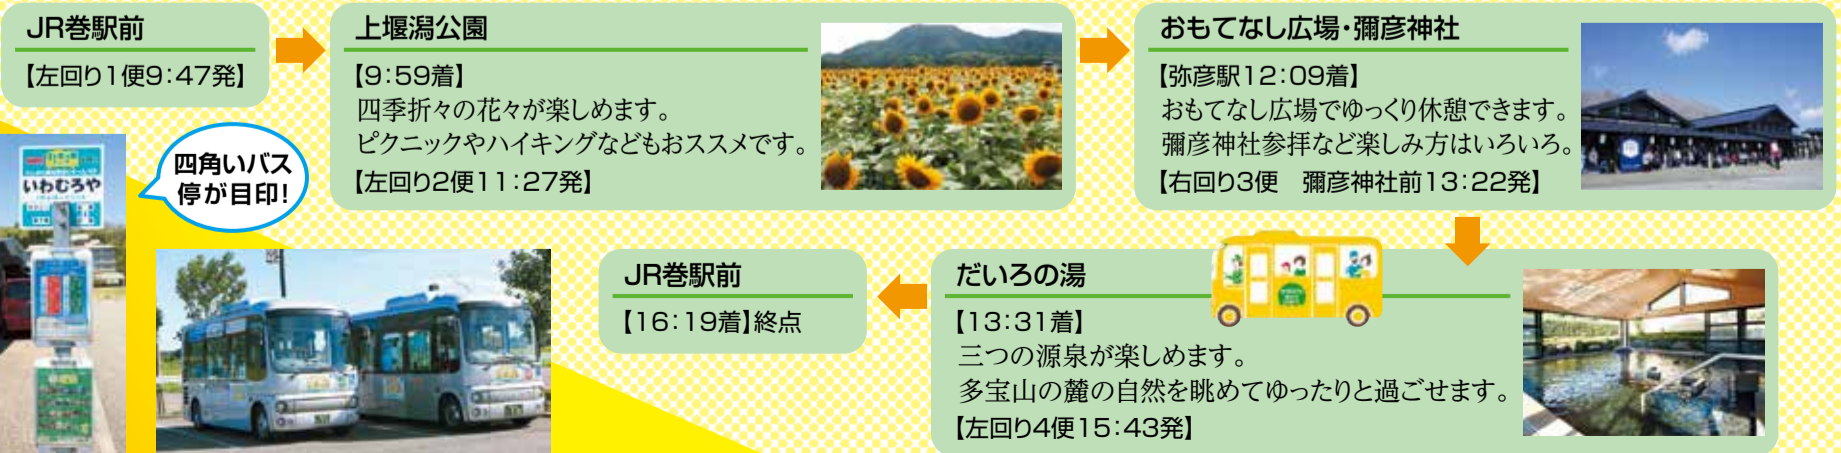 JR巻駅前
【左回り1便9:47発】
上堰潟公園
【9:59着】
四季折々の花々が楽しめます。
ピクニックやハイキングなどもおススメです。
【左回り2便11:27発】
おもてなし広場・彌彦神社
【弥彦駅12:09着】
おもてなし広場でゆっくり休憩できます。
彌彦神社参拝など楽しみ方はいろいろ。
【右回り3便　彌彦神社前13:22発】
四角いバス
停が目印!
いわむろや
だいろの湯
【13:31着】
三つの源泉が楽しめます。
多宝山の麓の自然を眺めてゆったりと過ごせます。
【左回り4便15:43発】
JR巻駅前
【16:19着】終点